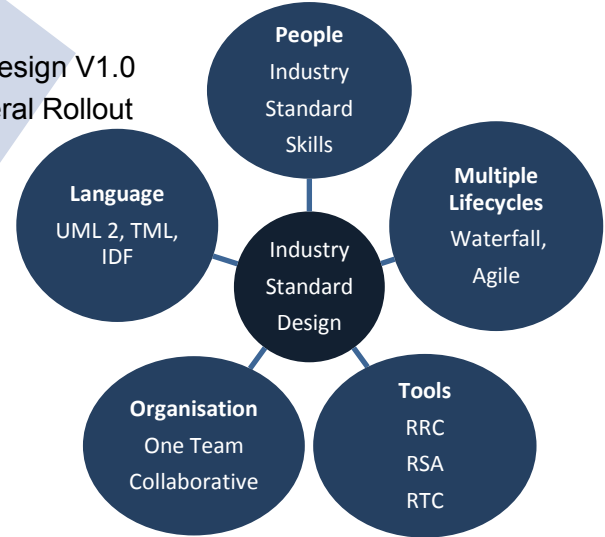 esign V1.0
eral Rollout
People
Industry
Standard
Skills
Language
UML 2, TML,
IDF
Multiple
Lifecycles
Waterfall,
Agile
Industry
Standard
Design
Organisation
One Team
Collaborative
Tools
RRC
RSA
RTC